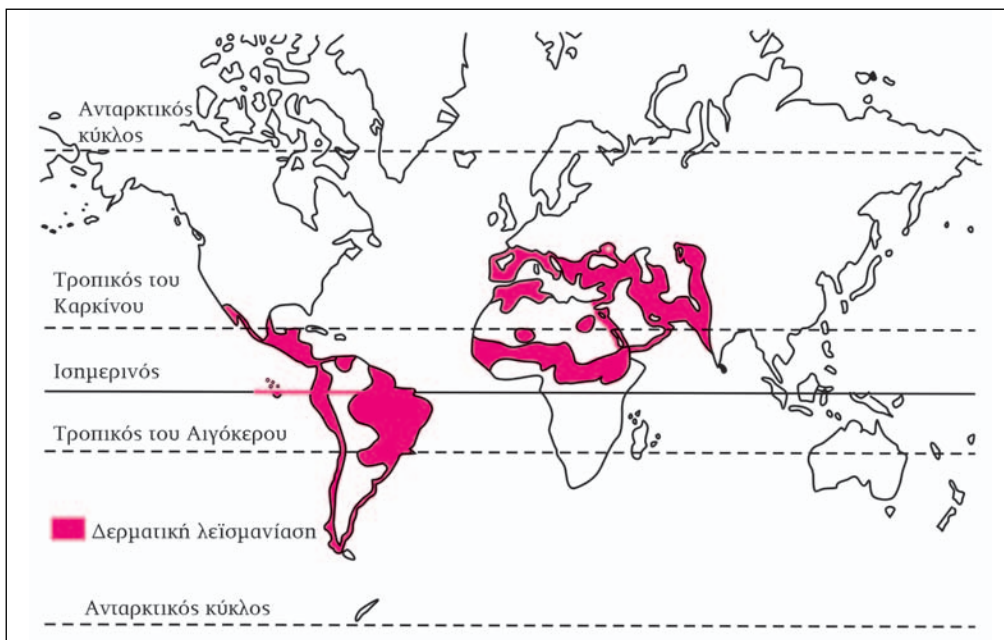 Ανταρκτικός
κύκλος
Τροπικός του
Καρκίνου
Ισημερινός
Τροπικός του Αιγόκερου
Δερματική λεϊσμανίαση
Ανταρκτικός κύκλος